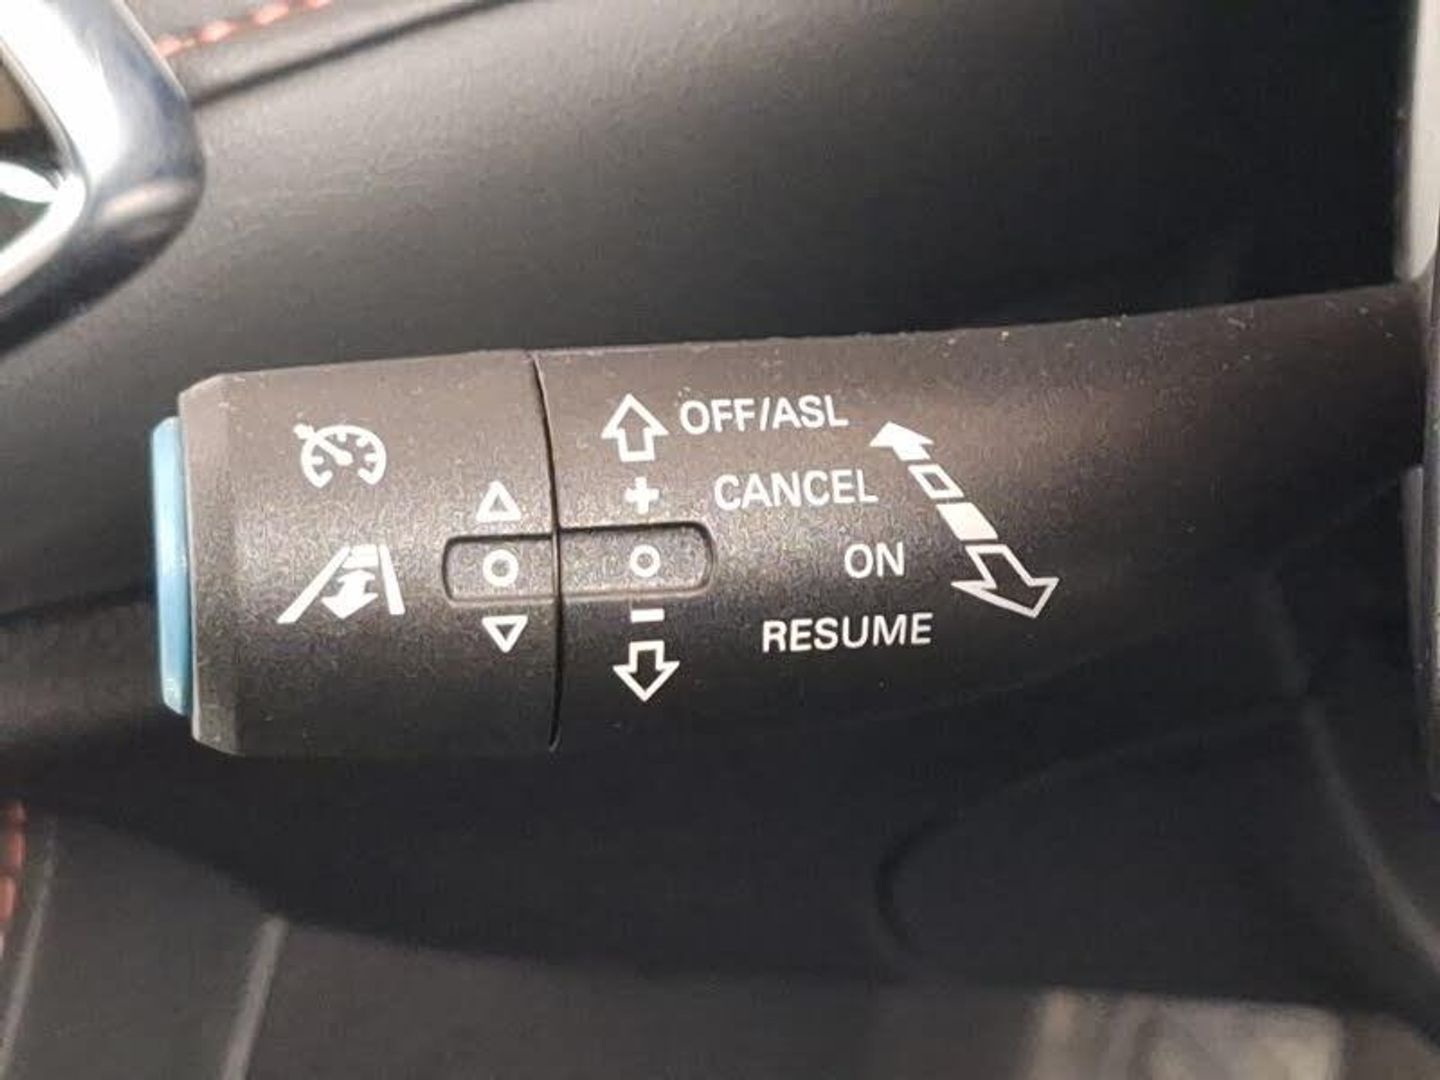 OFF/ASL
+ CANCEL
ON
- RESUME